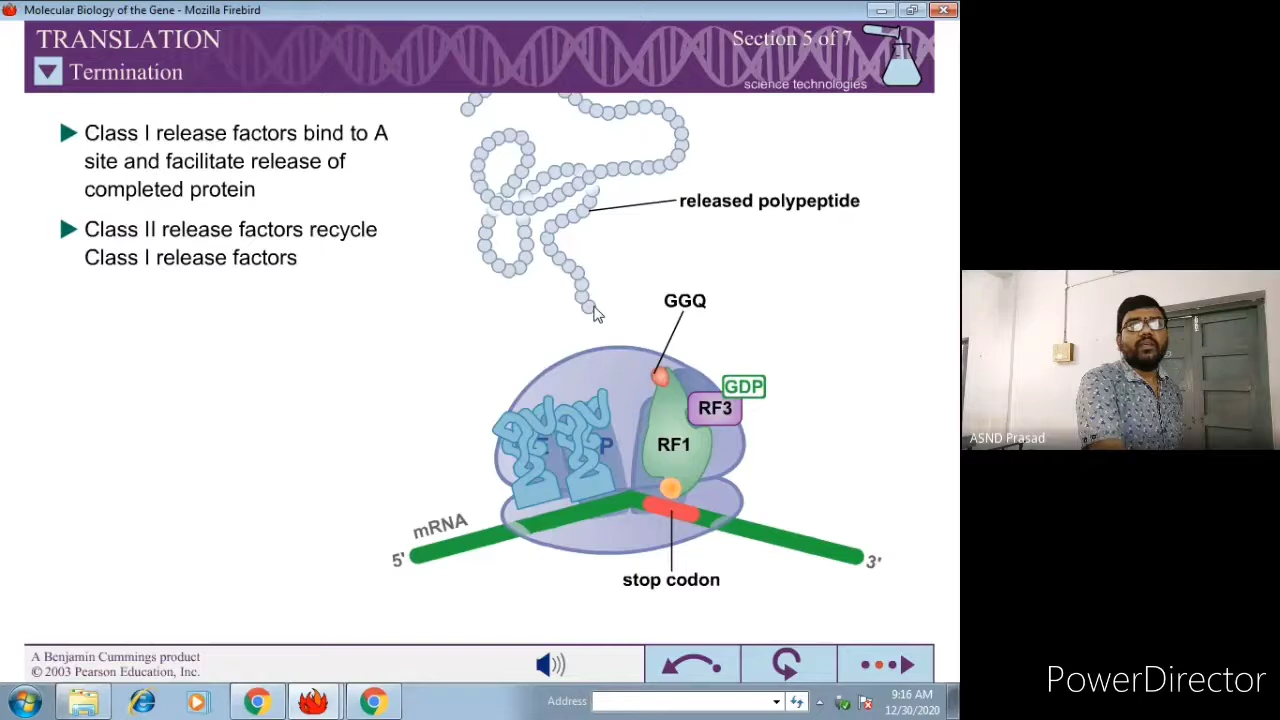 Molecular Biology of the Gene - Mozilla Firebird
TRANSLATION
Section 5 of 7
Termination
science technologies
Class I release factors bind to A
site and facilitate release of
completed protein
Class II release factors recycle
Class I release factors
released polypeptide
GGQ
GDP
RF3
RF1
E
P
mRNA
5'
3'
stop codon
ASND Prasad
A Benjamin Cummings product
© 2003 Pearson Education, Inc.
Address
9:16 AM
12/30/2020
PowerDirector